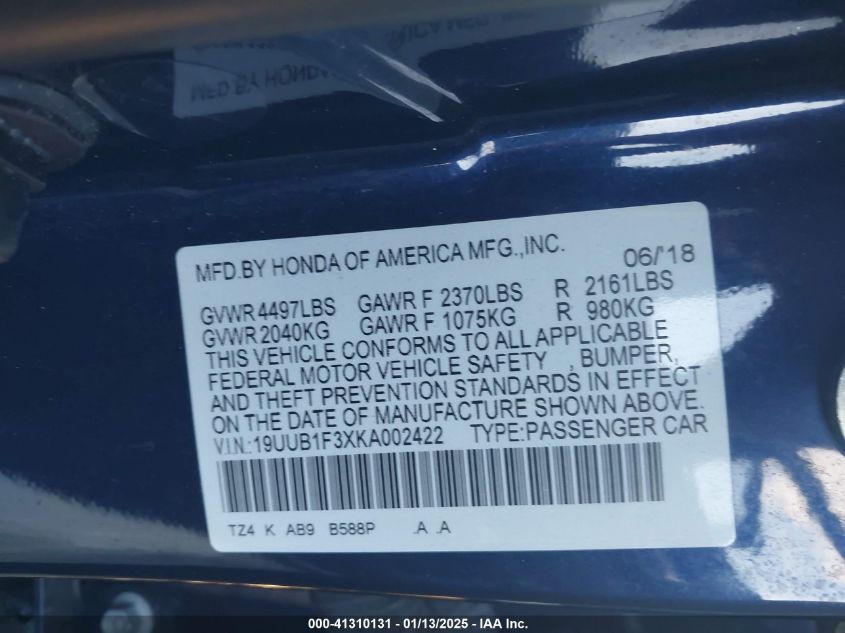 MFD.BY HONDA OF AMERICA MFG.,INC. 06/'18
GVWR 4497LBS GAWR F 2370LBS R 2161LBS
GVWR 2040KG GAWR F 1075KG R 980KG
THIS VEHICLE CONFORMS TO ALL APPLICABLE
FEDERAL MOTOR VEHICLE SAFETY , BUMPER,
AND THEFT PREVENTION STANDARDS IN EFFECT
ON THE DATE OF MANUFACTURE SHOWN ABOVE.
V.I.N.:19UUB1F3XKA002422 TYPE:PASSENGER CAR
TZ4 K AB9 B588P .A .A
000-41310131 - 01/13/2025 - IAA Inc.